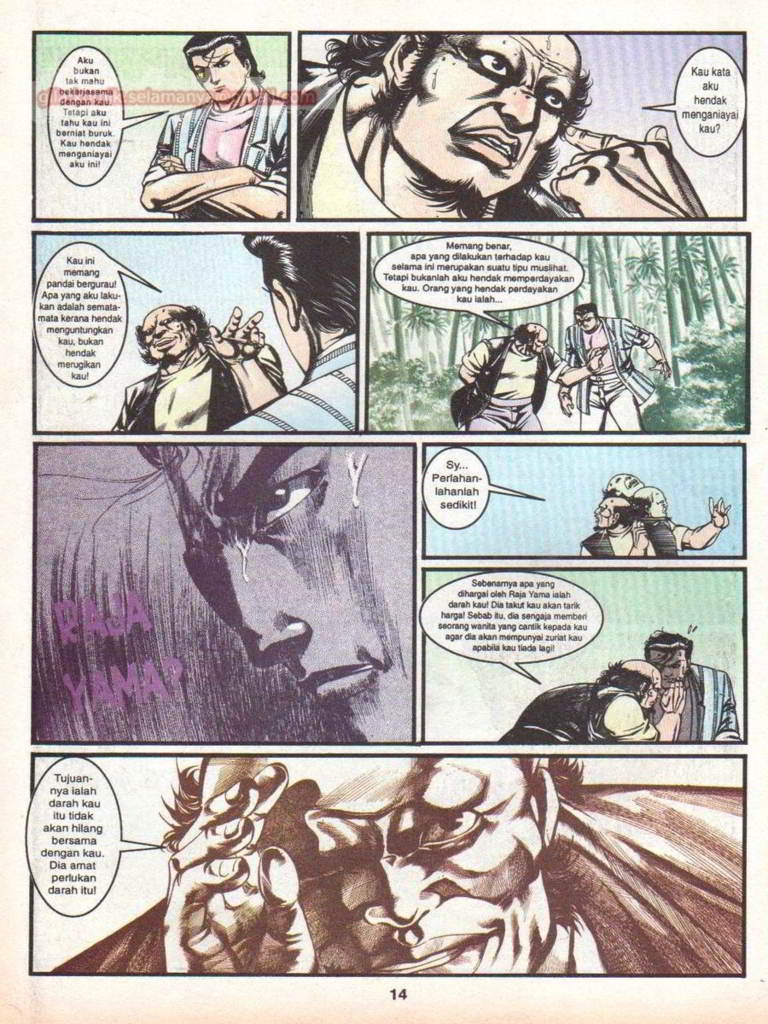 Aku
bukan
tak mahu
bekerjasama
dengan kau.
Tetapi aku
tahu kau ini
berniat buruk.
Kau hendak
menganiayai
aku ini!
Kau kata
aku
hendak
menganiayai
kau?
Kau ini
memang
pandai bergurau!
Apa yang aku laku-
kan adalah semata-
mata kerana hendak
menguntungkan
kau, bukan
hendak
merugikan
kau!
Memang benar,
apa yang dilakukan terhadap kau
selama ini merupakan suatu tipu muslihat.
Tetapi bukanlah aku hendak memperdayakan
kau. Orang yang hendak perdayakan
kau ialah...
RAJA
YAMA?
Sy...
Perlahan-
lahanlah
sedikit!
Sebenarnya apa yang
dihargai oleh Raja Yama ialah
darah kau! Dia takut kau akan tarik
harga! Sebab itu, dia sengaja memberi
seorang wanita yang cantik kepada kau
agar dia akan mempunyai zuriat kau
apabila kau tiada lagi!
Tujuan-
nya ialah
darah kau
itu tidak
akan hilang
bersama
dengan kau.
Dia amat
perlukan
darah itu!
14